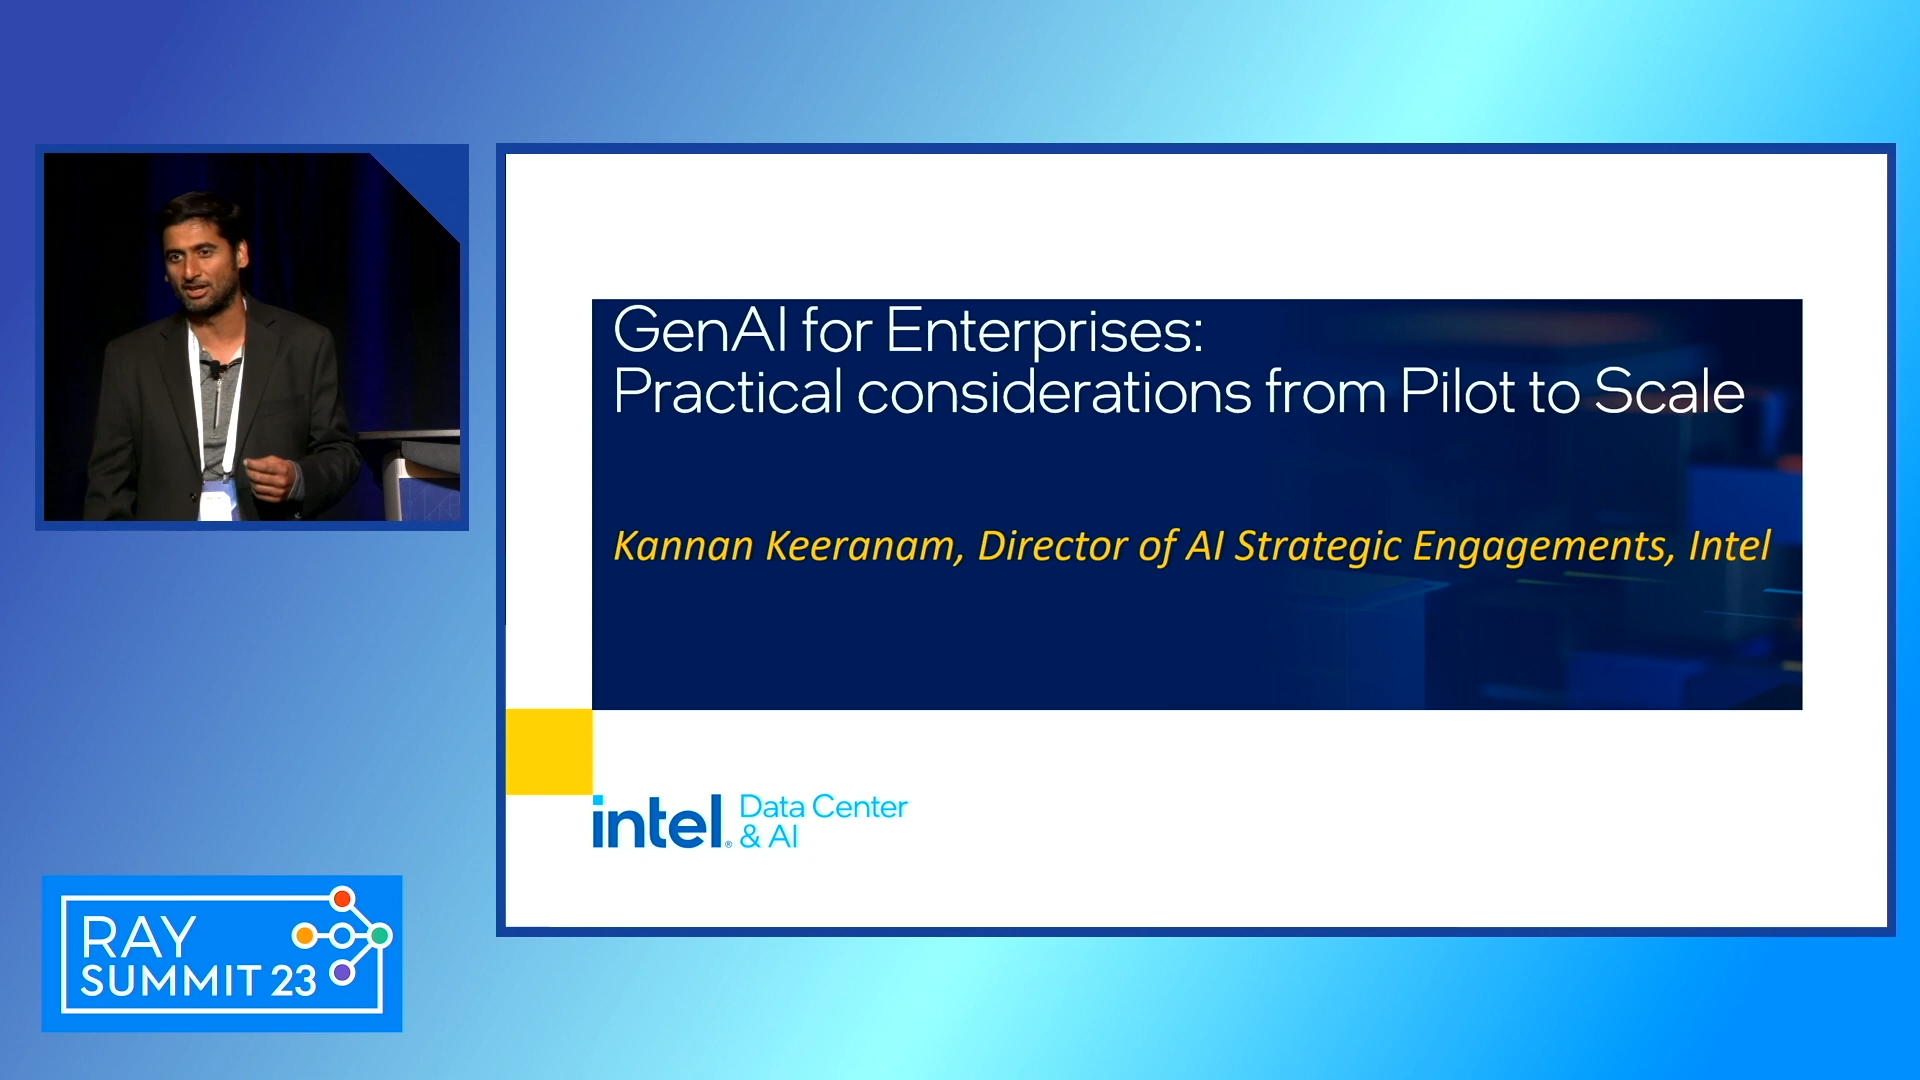 GenAI for Enterprises:
Practical considerations from Pilot to Scale
Kannan Keeranam, Director of AI Strategic Engagements, Intel
intel® Data Center
& AI
RAY
SUMMIT 23